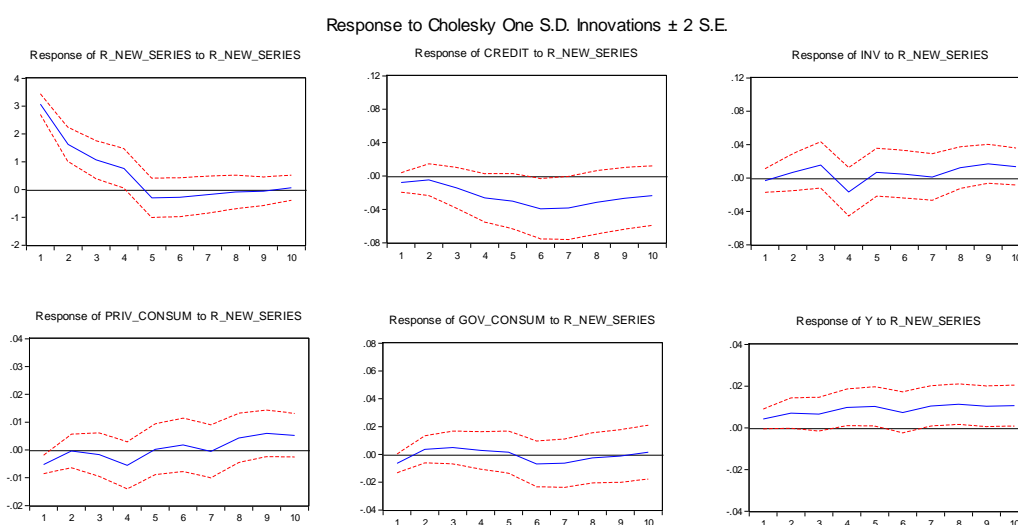 Response to Cholesky One S.D. Innovations ± 2 S.E.
Response of R_NEW_SERIES to R_NEW_SERIES
4
3
2
1
0
-1
-2
1 2 3 4 5 6 7 8 9 10
Response of CREDIT to R_NEW_SERIES
.12
.08
.04
.00
-.04
-.08
1 2 3 4 5 6 7 8 9 10
Response of INV to R_NEW_SERIES
.12
.08
.04
.00
-.04
-.08
1 2 3 4 5 6 7 8 9 10
Response of PRIV_CONSUM to R_NEW_SERIES
.04
.03
.02
.01
.00
-.01
-.02
1 2 3 4 5 6 7 8 9 10
Response of GOV_CONSUM to R_NEW_SERIES
.08
.06
.04
.02
.00
-.02
-.04
1 2 3 4 5 6 7 8 9 10
Response of Y to R_NEW_SERIES
.04
.02
.00
-.02
-.04
1 2 3 4 5 6 7 8 9 10